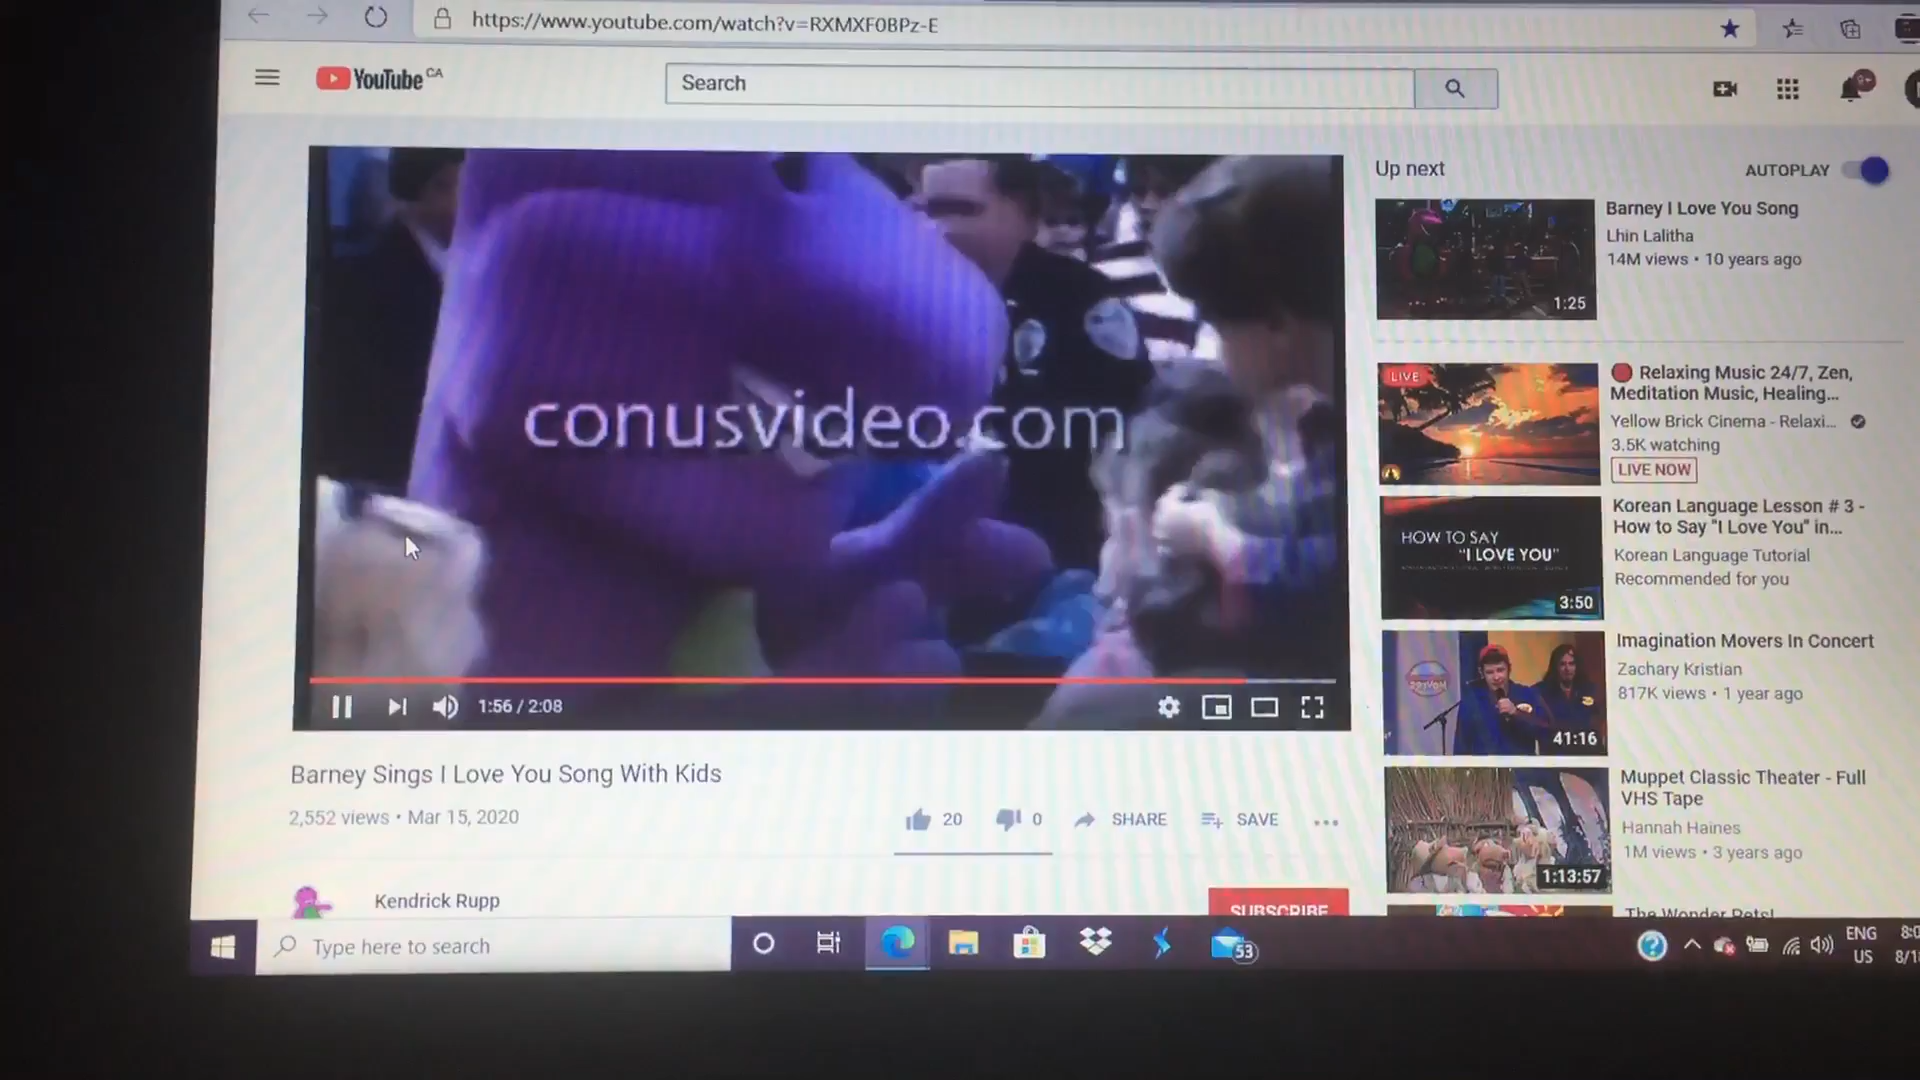 https://www.youtube.com/watch?v=RXMXF0BPz-E
YouTube CA
Search
9+
conusvideo.com
1:56 / 2:08
Barney Sings I Love You Song With Kids
2,552 views • Mar 15, 2020
20
0
SHARE
SAVE
Kendrick Rupp
SUBSCRIBE
Up next
AUTOPLAY
1:25
Barney I Love You Song
Lhin Lalitha
14M views • 10 years ago
LIVE
Relaxing Music 24/7, Zen,
Meditation Music, Healing...
Yellow Brick Cinema - Relaxi...
3.5K watching
LIVE NOW
HOW TO SAY
"I LOVE YOU"
3:50
Korean Language Lesson # 3 -
How to Say "I Love You" in...
Korean Language Tutorial
Recommended for you
41:16
Imagination Movers In Concert
Zachary Kristian
817K views • 1 year ago
1:13:57
Muppet Classic Theater - Full
VHS Tape
Hannah Haines
1M views • 3 years ago
The Wonder Pets!
Type here to search
53
ENG
US